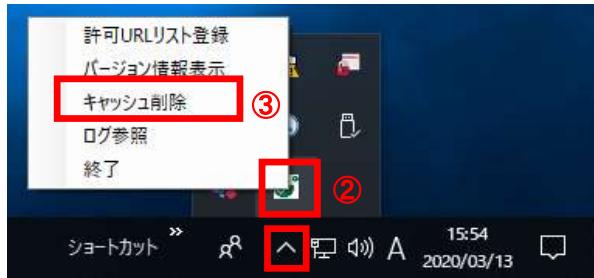 許可URLリスト登録
バージョン情報表示
キャッシュ削除
③
ログ参照
終了
②
ショートカット
»
A
15:54
2020/03/13